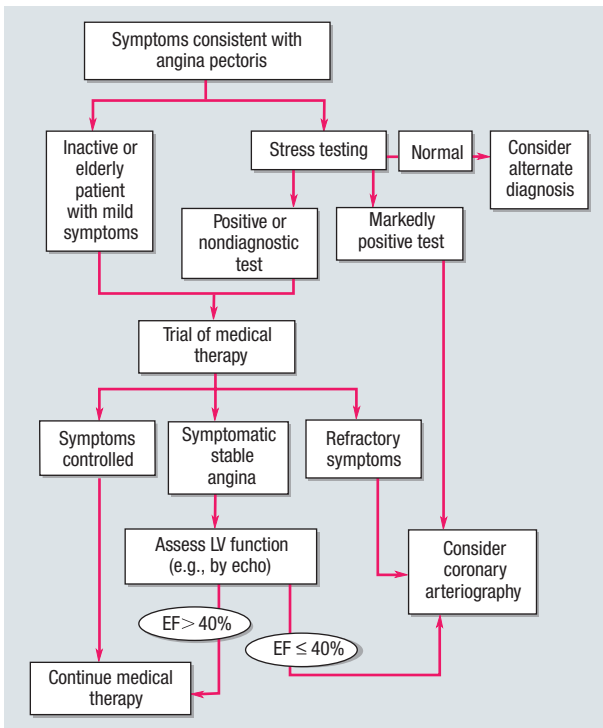 Symptoms consistent with
angina pectoris
Inactive or
elderly
patient
with mild
symptoms
Stress testing
Normal
Consider
alternate
diagnosis
Positive or
nondiagnostic
test
Markedly
positive test
Trial of medical
therapy
Symptoms
controlled
Symptomatic
stable
angina
Refractory
symptoms
Assess LV function
(e.g., by echo)
Consider
coronary
arteriography
EF > 40%
EF ≤ 40%
Continue medical
therapy